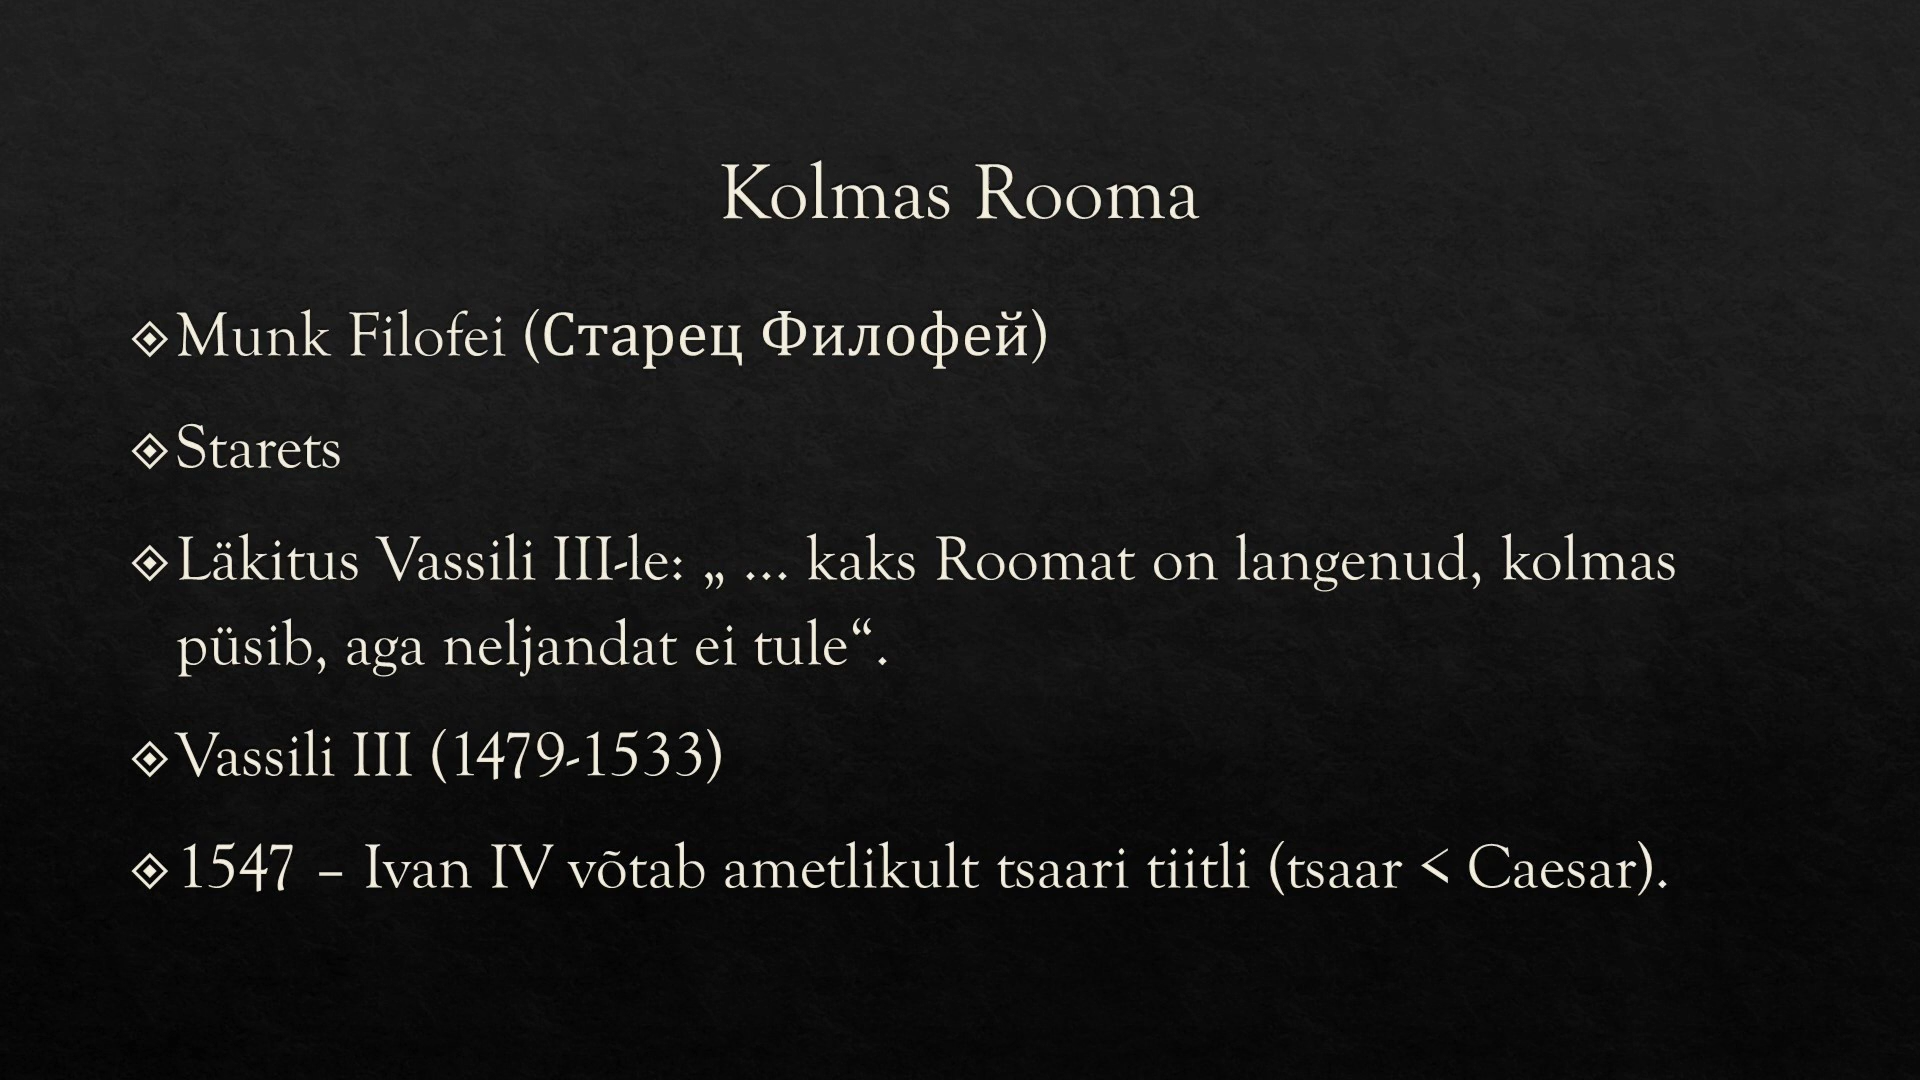 Kolmas Rooma
Munk Filofei (Старец Филофей)
Starets
Läkitus Vassili III-le: „ … kaks Roomat on langenud, kolmas
püsib, aga neljandat ei tule“.
Vassili III (1479-1533)
1547 – Ivan IV võtab ametlikult tsaari tiitli (tsaar < Caesar).